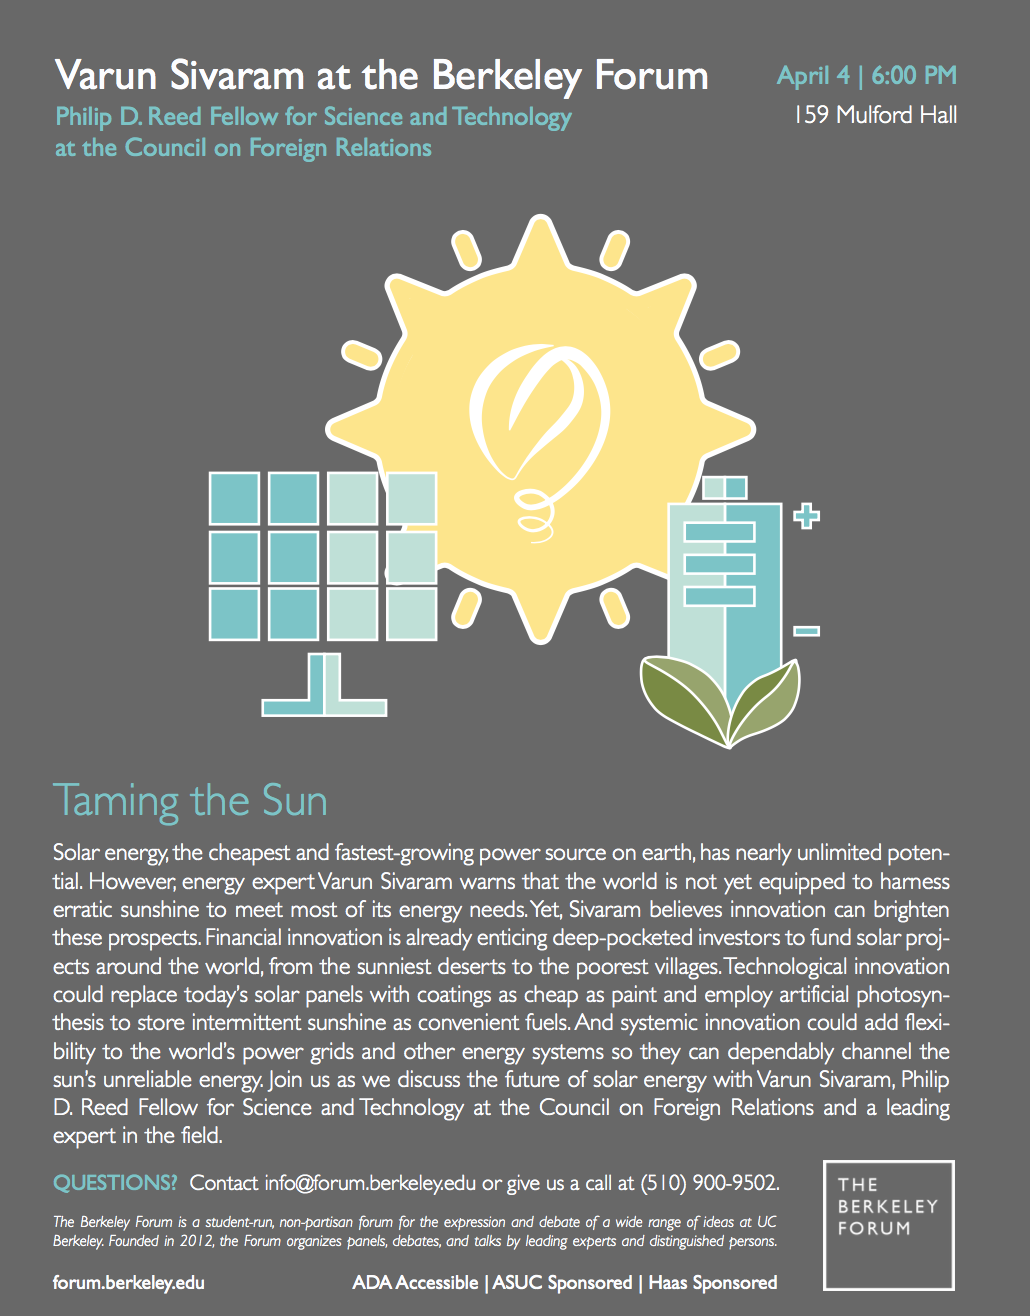 Varun Sivaram at the Berkeley Forum
Philip D. Reed Fellow for Science and Technology
at the Council on Foreign Relations
April 4 | 6:00 PM
159 Mulford Hall
Taming the Sun
Solar energy, the cheapest and fastest-growing power source on earth, has nearly unlimited poten-
tial. However, energy expert Varun Sivaram warns that the world is not yet equipped to harness
erratic sunshine to meet most of its energy needs. Yet, Sivaram believes innovation can brighten
these prospects. Financial innovation is already enticing deep-pocketed investors to fund solar proj-
ects around the world, from the sunniest deserts to the poorest villages. Technological innovation
could replace today's solar panels with coatings as cheap as paint and employ artificial photosyn-
thesis to store intermittent sunshine as convenient fuels. And systemic innovation could add flexi-
bility to the world's power grids and other energy systems so they can dependably channel the
sun's unreliable energy. Join us as we discuss the future of solar energy with Varun Sivaram, Philip
D. Reed Fellow for Science and Technology at the Council on Foreign Relations and a leading
expert in the field.
QUESTIONS? Contact info@forum.berkeley.edu or give us a call at (510) 900-9502.
The Berkeley Forum is a student-run, non-partisan forum for the expression and debate of a wide range of ideas at UC
Berkeley. Founded in 2012, the Forum organizes panels, debates, and talks by leading experts and distinguished persons.
forum.berkeley.edu
ADA Accessible | ASUC Sponsored | Haas Sponsored
THE
BERKELEY
FORUM